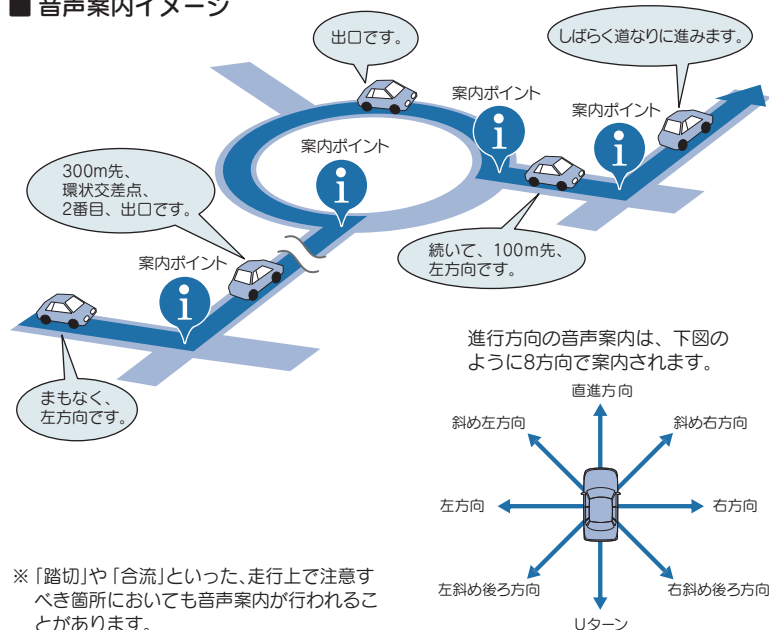 ■ 音声案内イメージ
出口です。
しばらく道なりに進みます。
案内ポイント
案内ポイント
案内ポイント
300m先、
環状交差点、
2番目、出口です。
続いて、100m先、
左方向です。
案内ポイント
まもなく、
左方向です。
進行方向の音声案内は、下図の
ように8方向で案内されます。
直進方向
斜め左方向
斜め右方向
左方向
右方向
左斜め後ろ方向
右斜め後ろ方向
Uターン
※「踏切」や「合流」といった、走行上で注意す
べき箇所においても音声案内が行われるこ
とがあります。